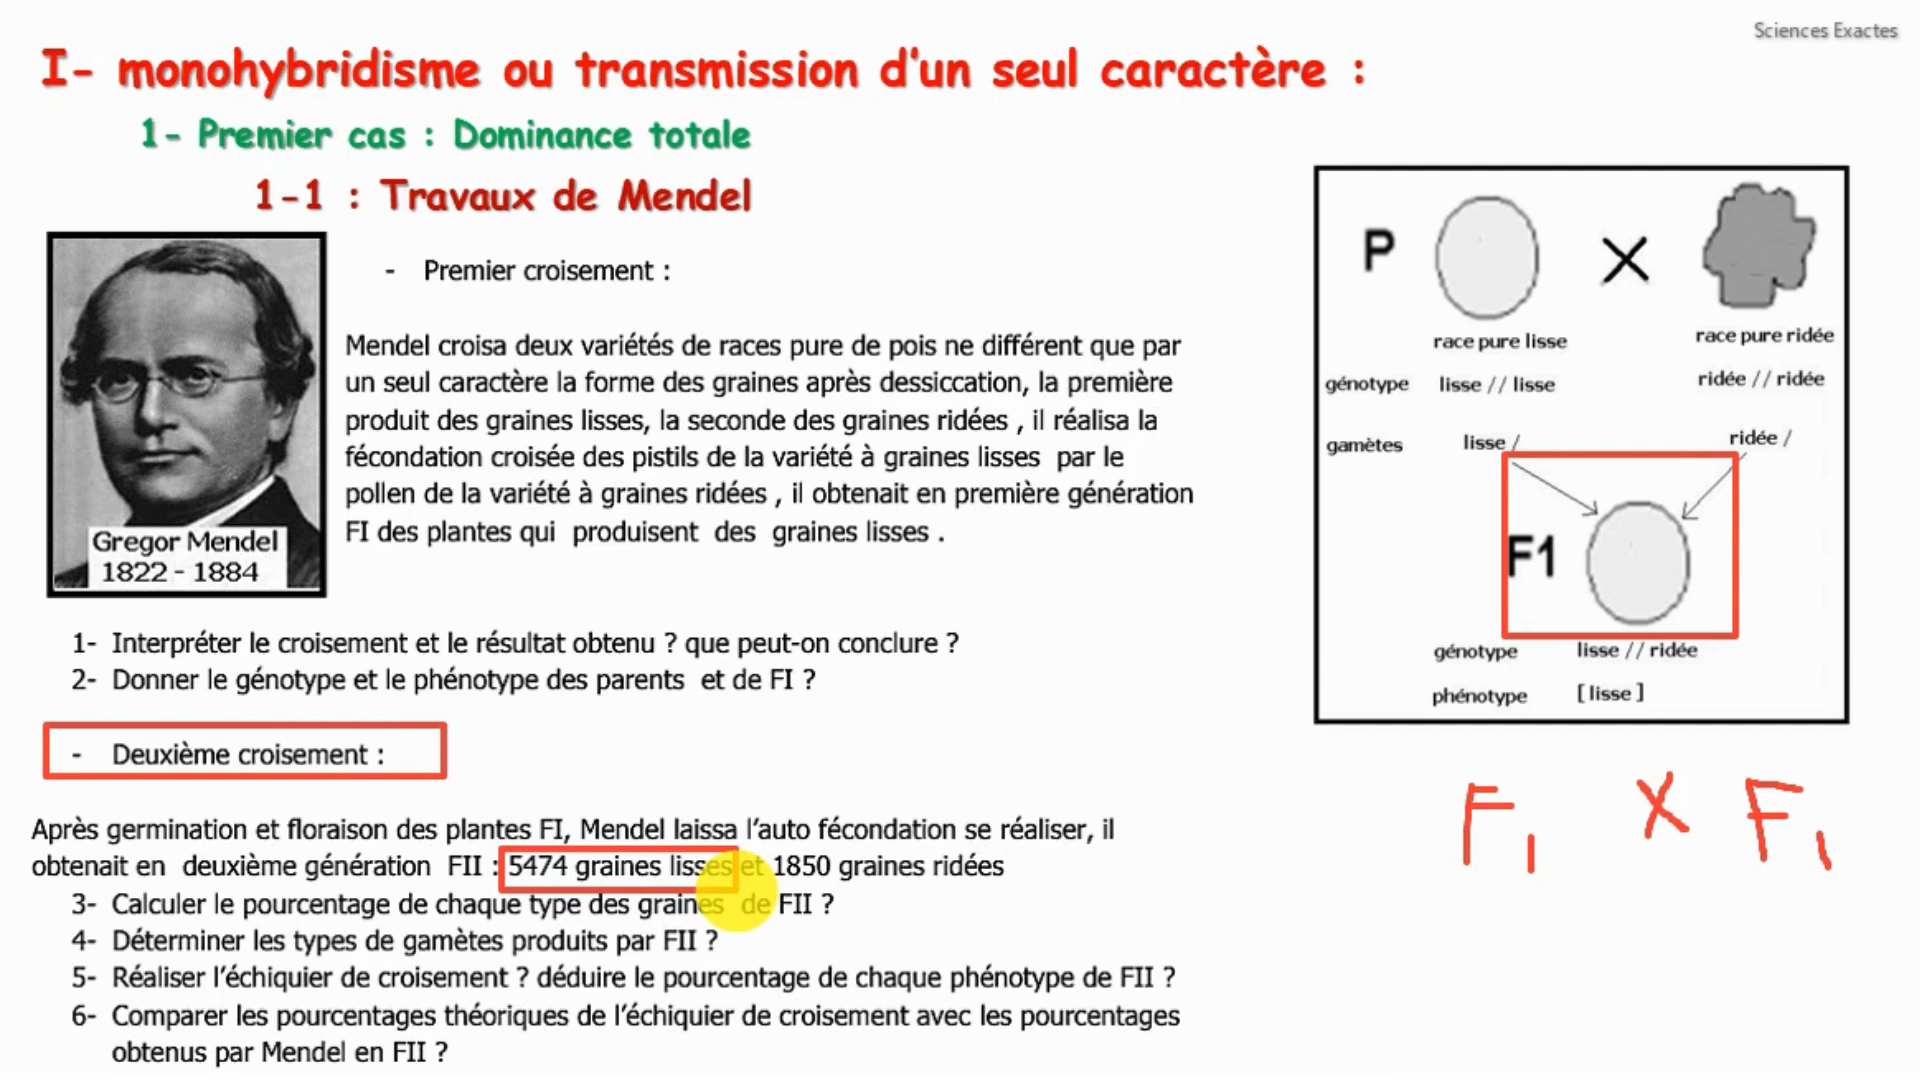 Sciences Exactes
I- monohybridisme ou transmission d'un seul caractère :
1- Premier cas : Dominance totale
1-1 : Travaux de Mendel
Gregor Mendel
1822 - 1884
- Premier croisement :
Mendel croisa deux variétés de races pure de pois ne différent que par
un seul caractère la forme des graines après dessiccation, la première
produit des graines lisses, la seconde des graines ridées , il réalisa la
fécondation croisée des pistils de la variété à graines lisses par le
pollen de la variété à graines ridées , il obtenait en première génération
FI des plantes qui produisent des graines lisses .
1- Interpréter le croisement et le résultat obtenu ? que peut-on conclure ?
2- Donner le génotype et le phénotype des parents et de FI ?
- Deuxième croisement :
Après germination et floraison des plantes FI, Mendel laissa l'auto fécondation se réaliser, il
obtenait en deuxième génération FII : 5474 graines lisses et 1850 graines ridées
3- Calculer le pourcentage de chaque type des graines de FII ?
4- Déterminer les types de gamètes produits par FII ?
5- Réaliser l'échiquier de croisement ? déduire le pourcentage de chaque phénotype de FII ?
6- Comparer les pourcentages théoriques de l'échiquier de croisement avec les pourcentages
obtenus par Mendel en FII ?
P X
race pure lisse race pure ridée
génotype lisse // lisse ridée // ridée
gamètes lisse / ridée /
F1
génotype lisse // ridée
phénotype [ lisse ]
F1 X F1